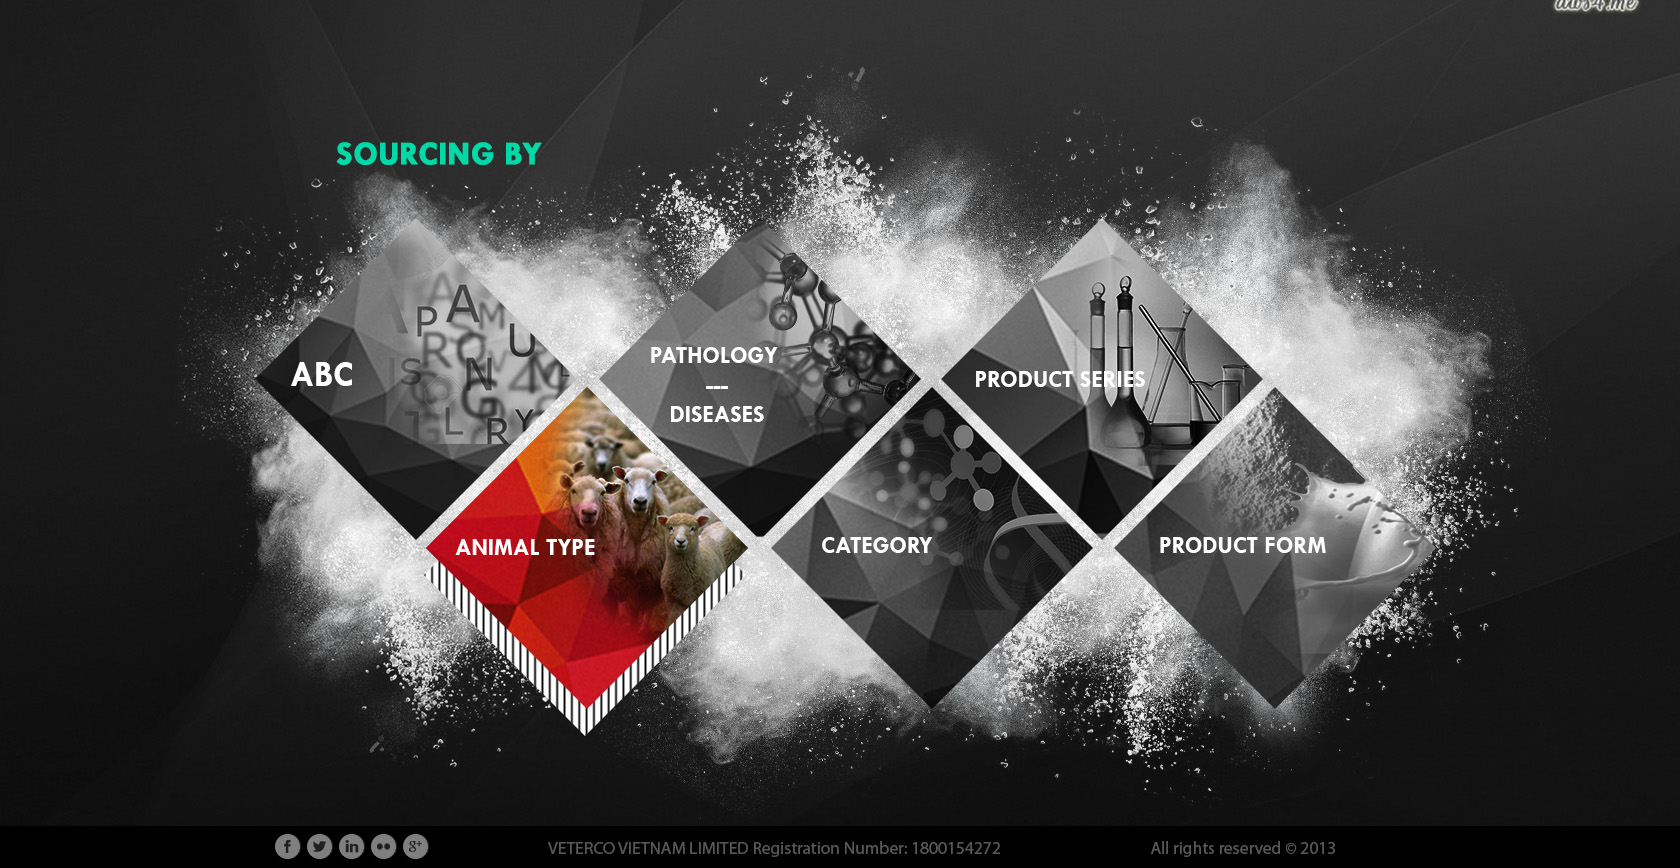 SOURCING BY
ABC
PATHOLOGY
---
DISEASES
PRODUCT SERIES
ANIMAL TYPE
CATEGORY
PRODUCT FORM
VETERCO VIETNAM LIMITED Registration Number: 1800154272
All rights reserved © 2013